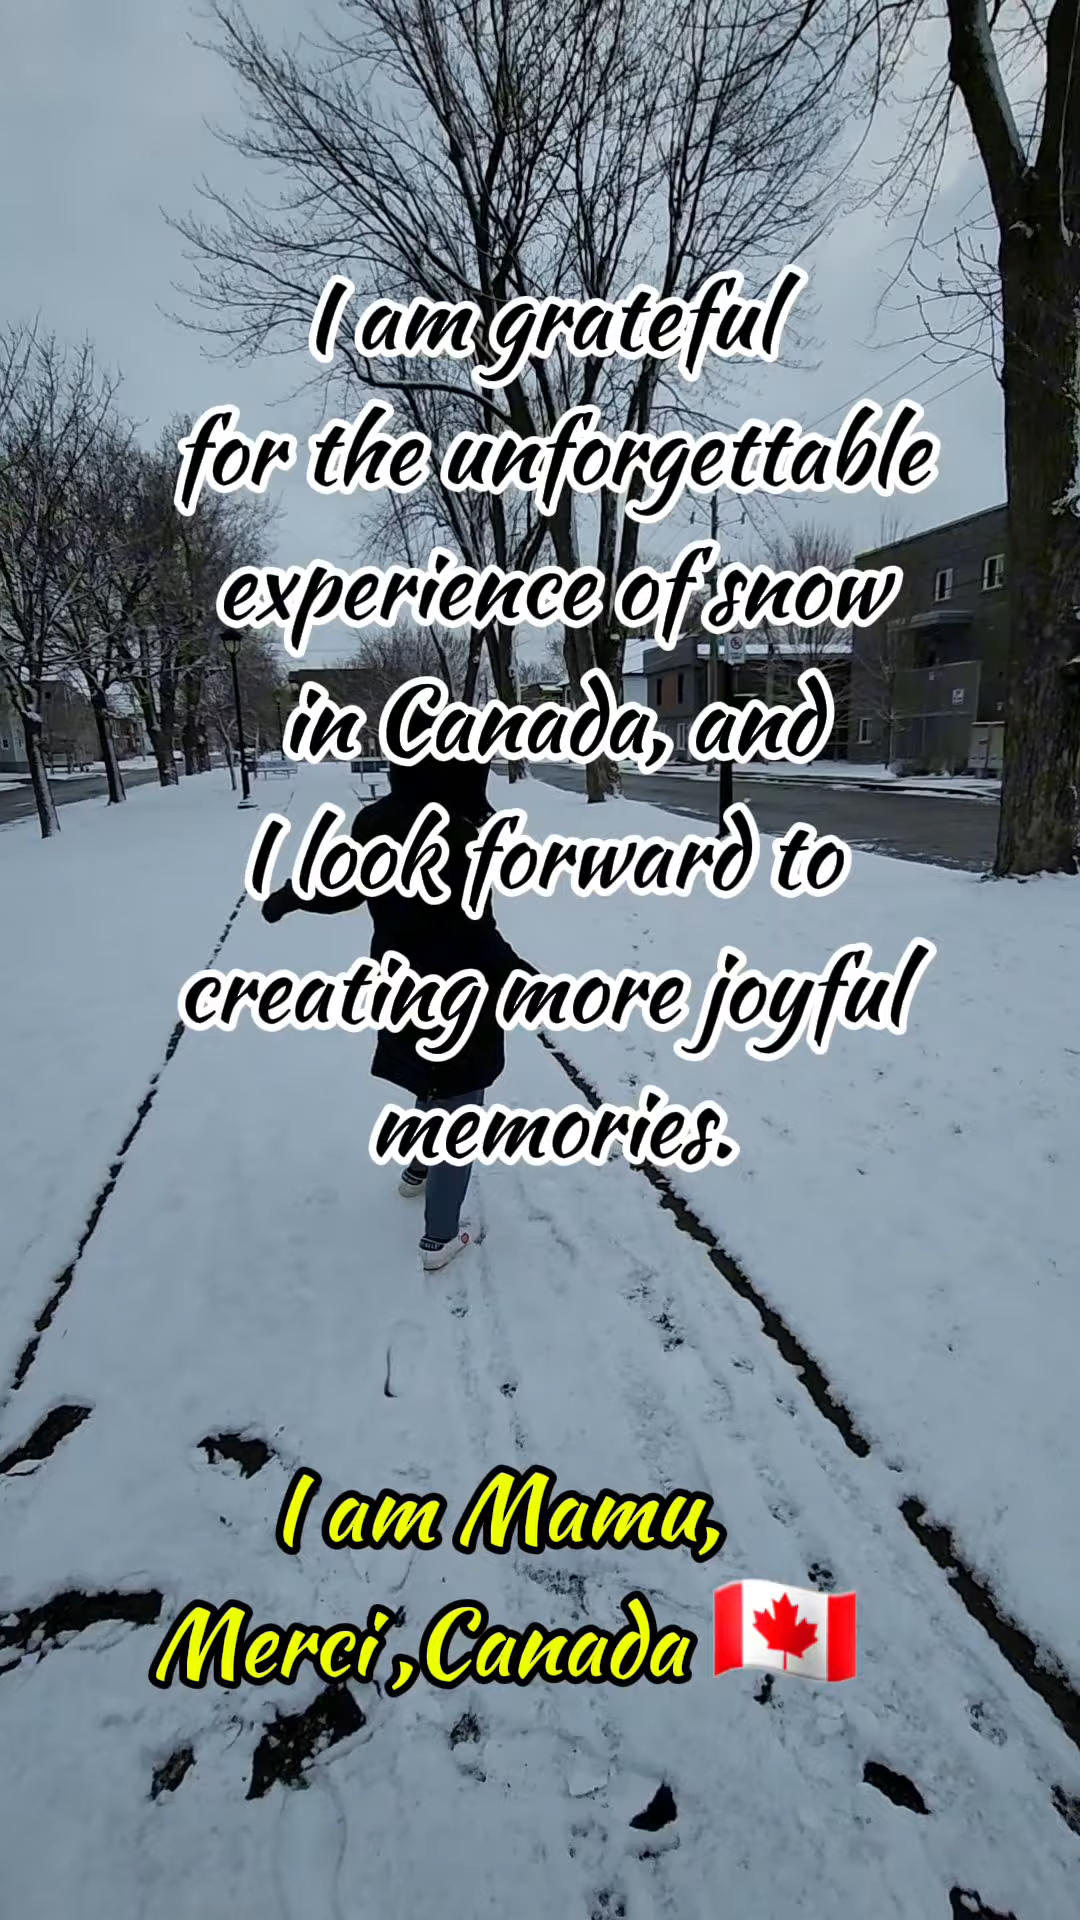 I am grateful
for the unforgettable
experience of snow
in Canada, and
I look forward to
creating more joyful
memories.
I am Mamu,
Merci ,Canada 🇨🇦